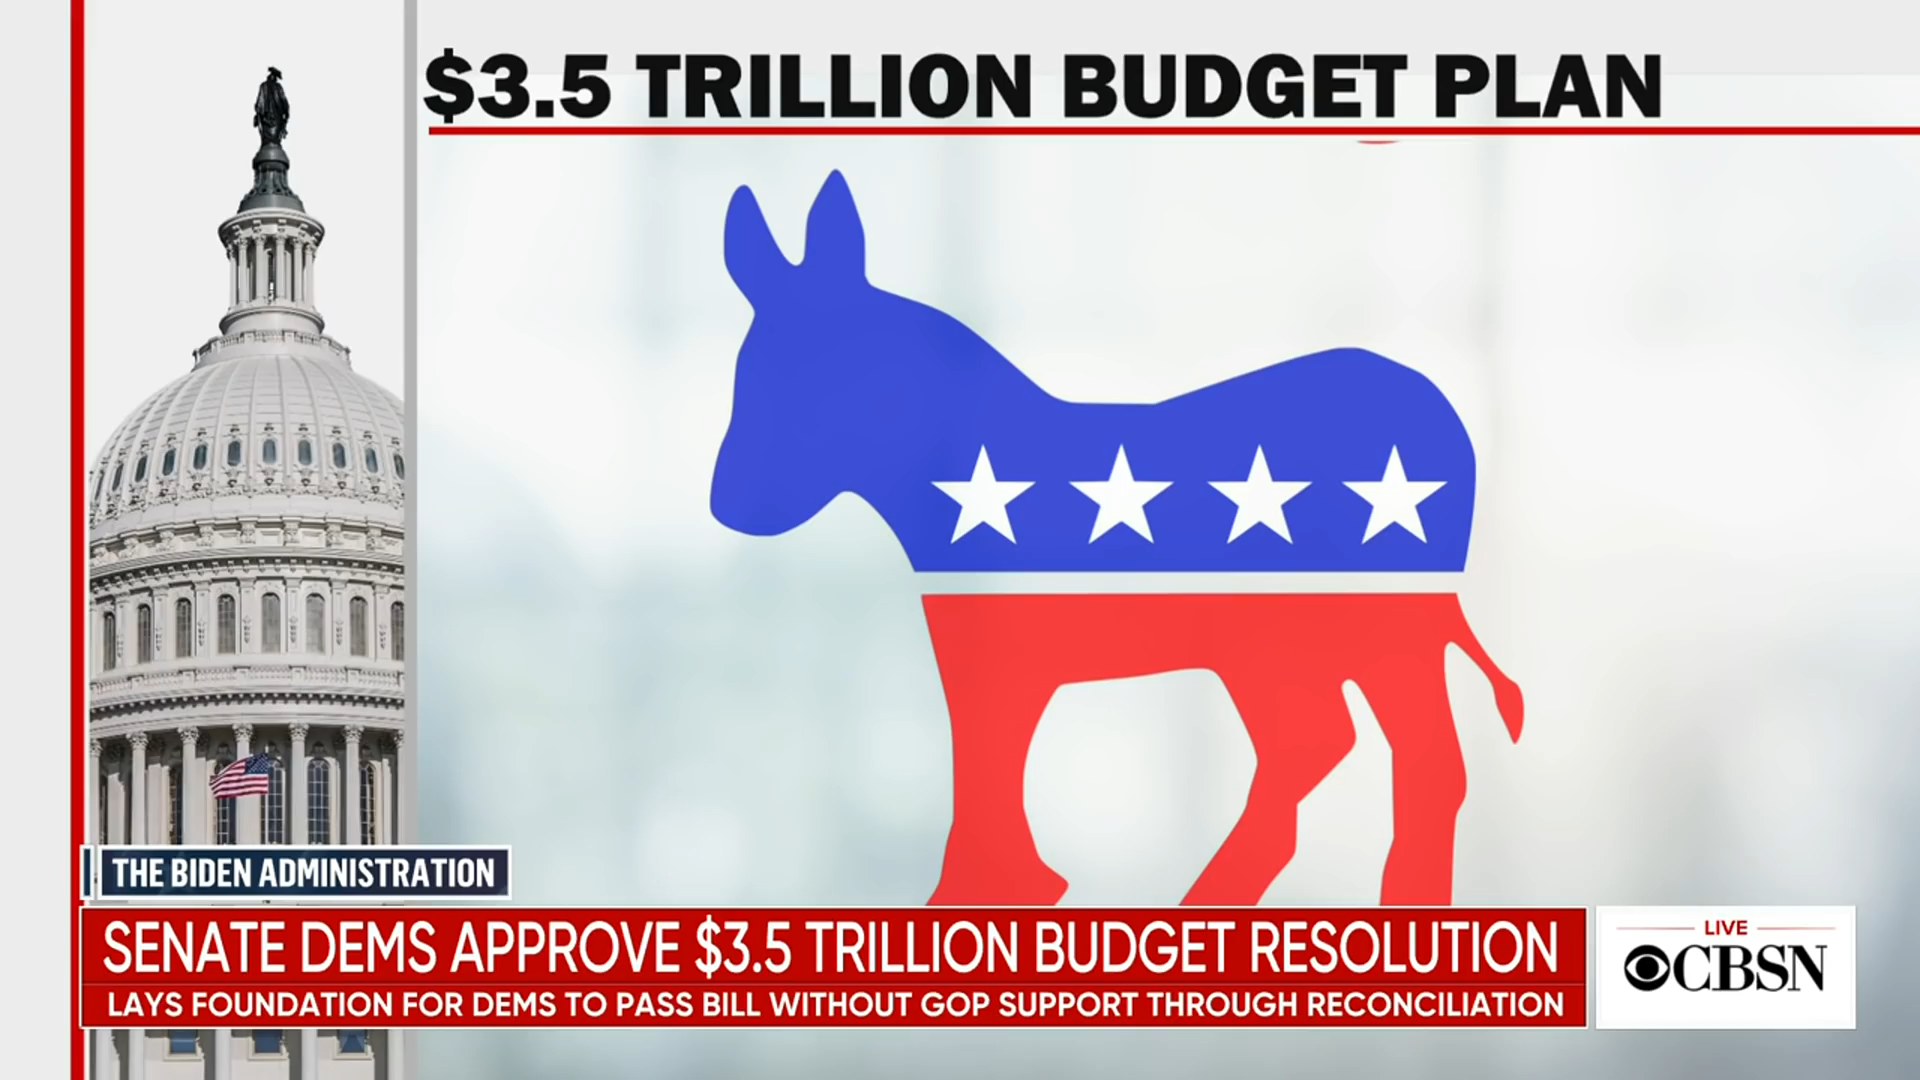 $3.5 TRILLION BUDGET PLAN
THE BIDEN ADMINISTRATION
SENATE DEMS APPROVE $3.5 TRILLION BUDGET RESOLUTION
LAYS FOUNDATION FOR DEMS TO PASS BILL WITHOUT GOP SUPPORT THROUGH RECONCILIATION
LIVE
CBSN